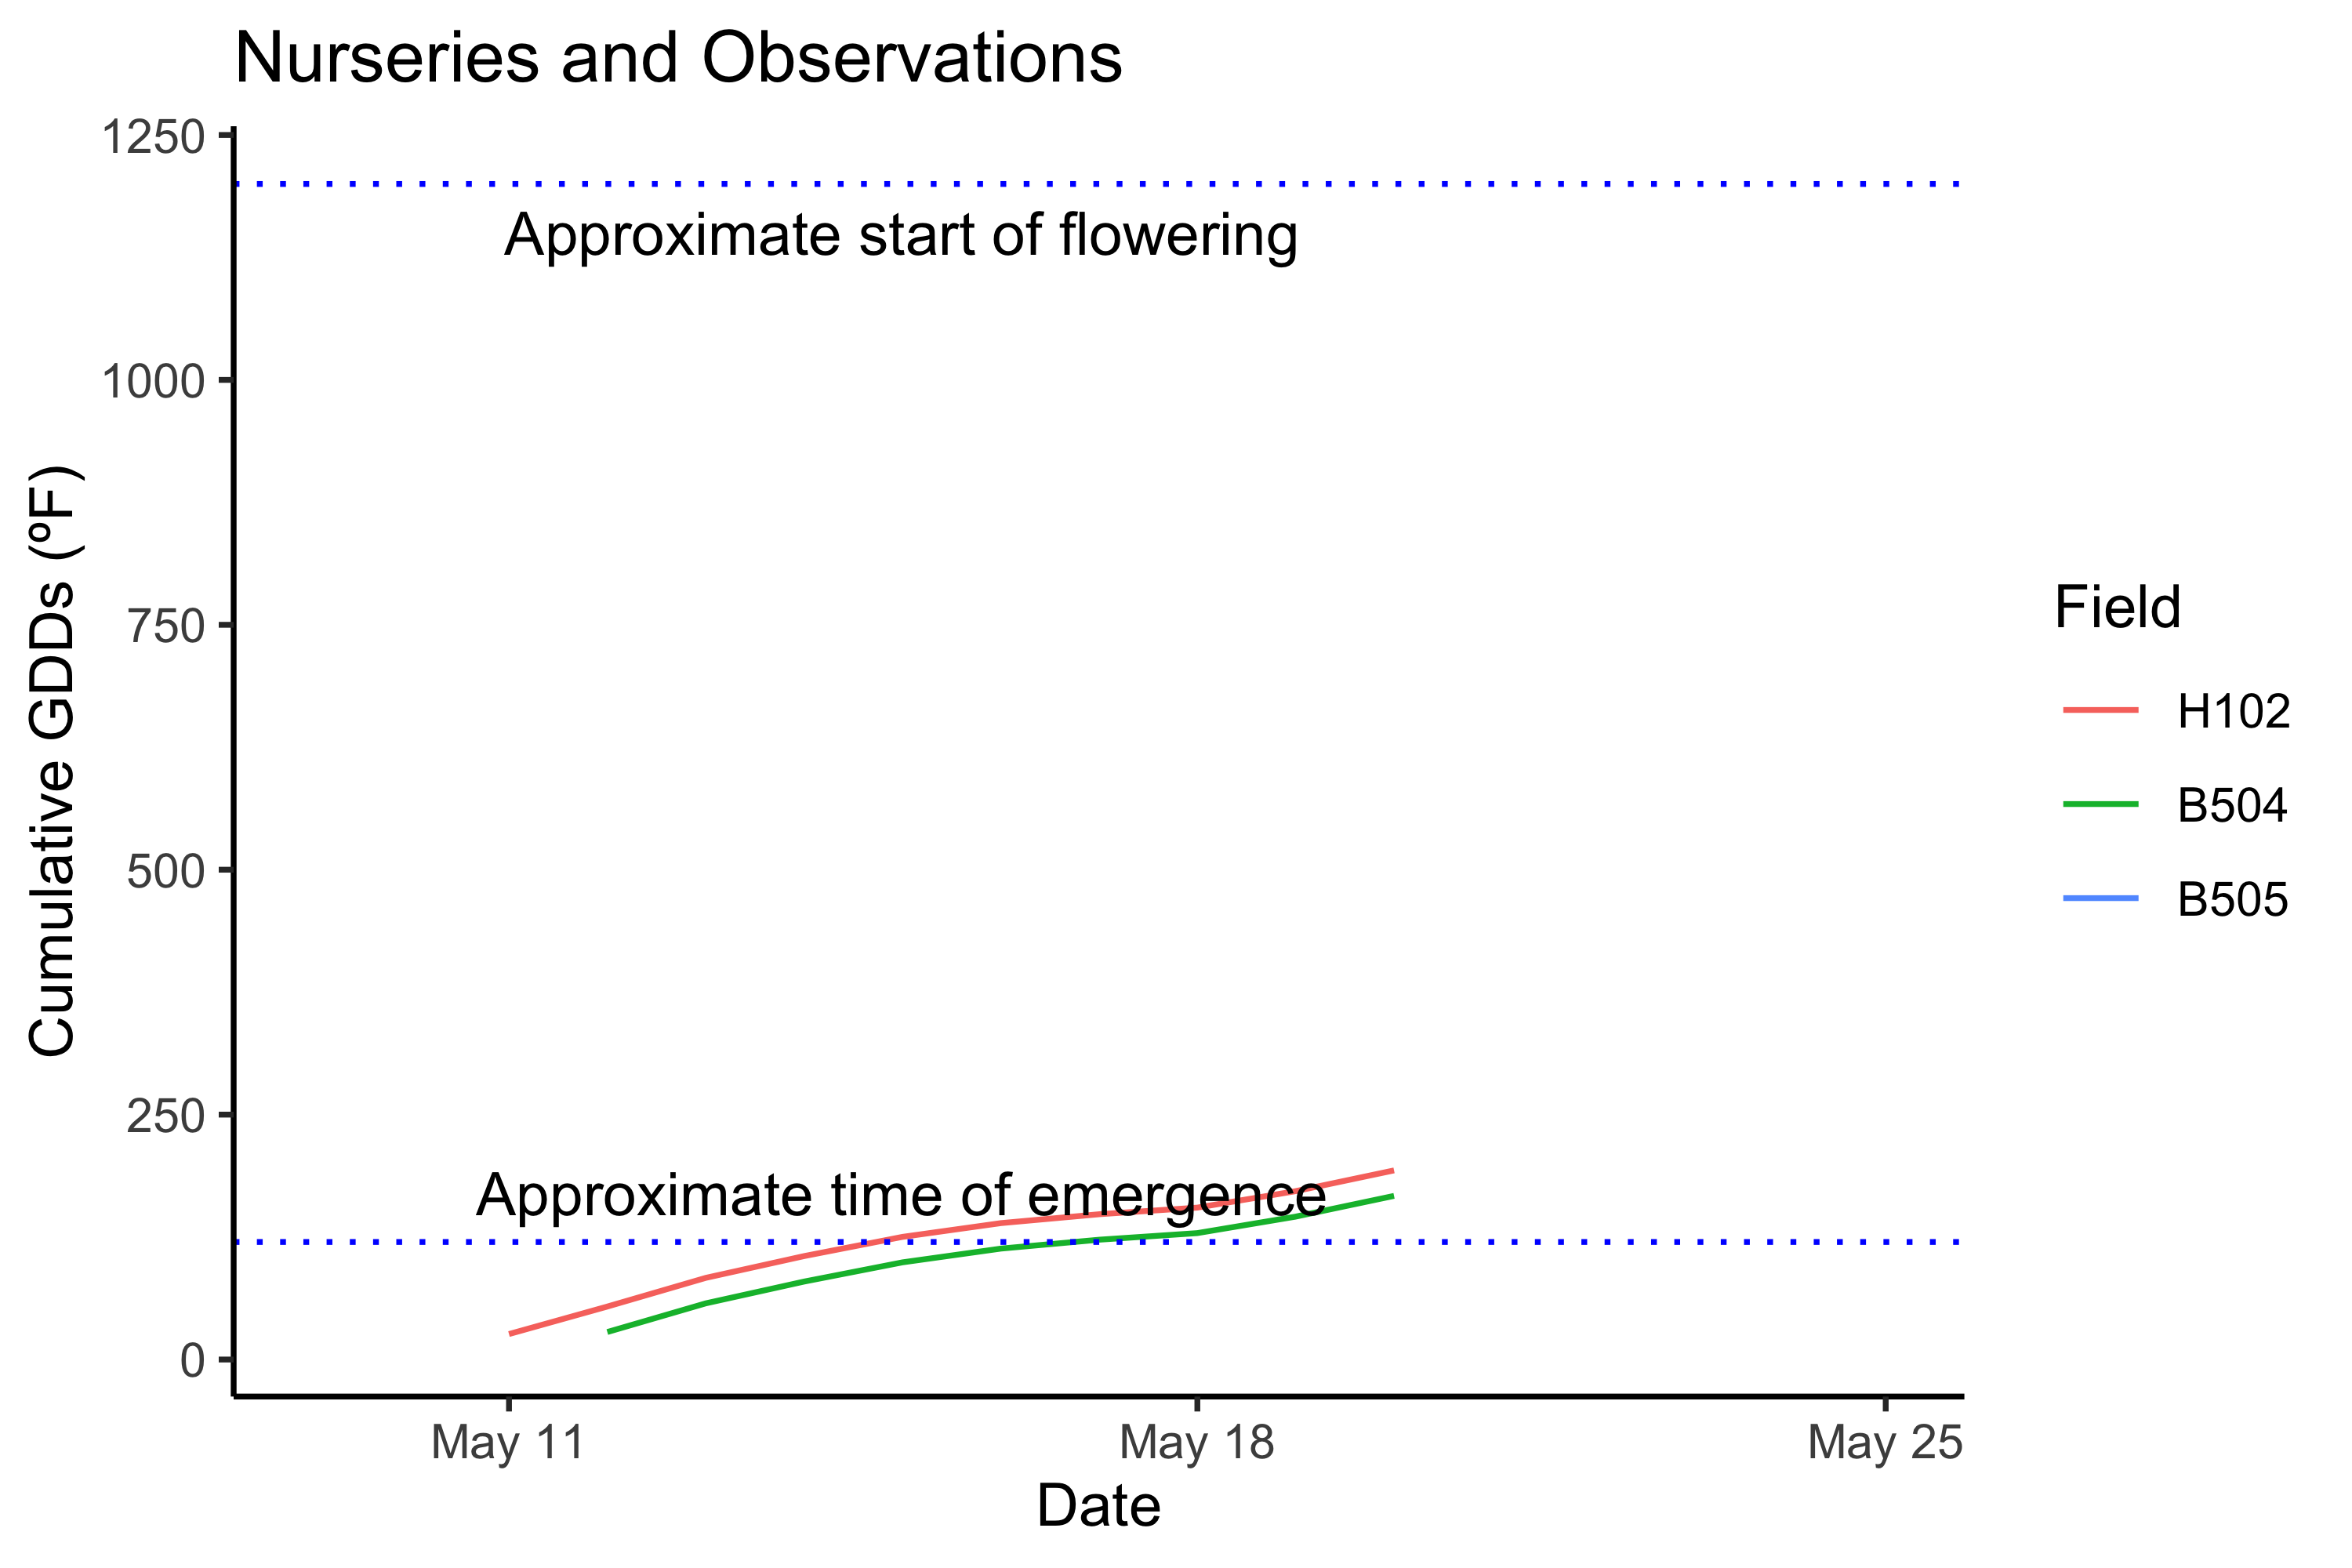 Nurseries and Observations
1250
Approximate start of flowering
1000
750
500
250
Approximate time of emergence
0
Cumulative GDDs (ºF)
May 11
May 18
May 25
Date
Field
H102
B504
B505